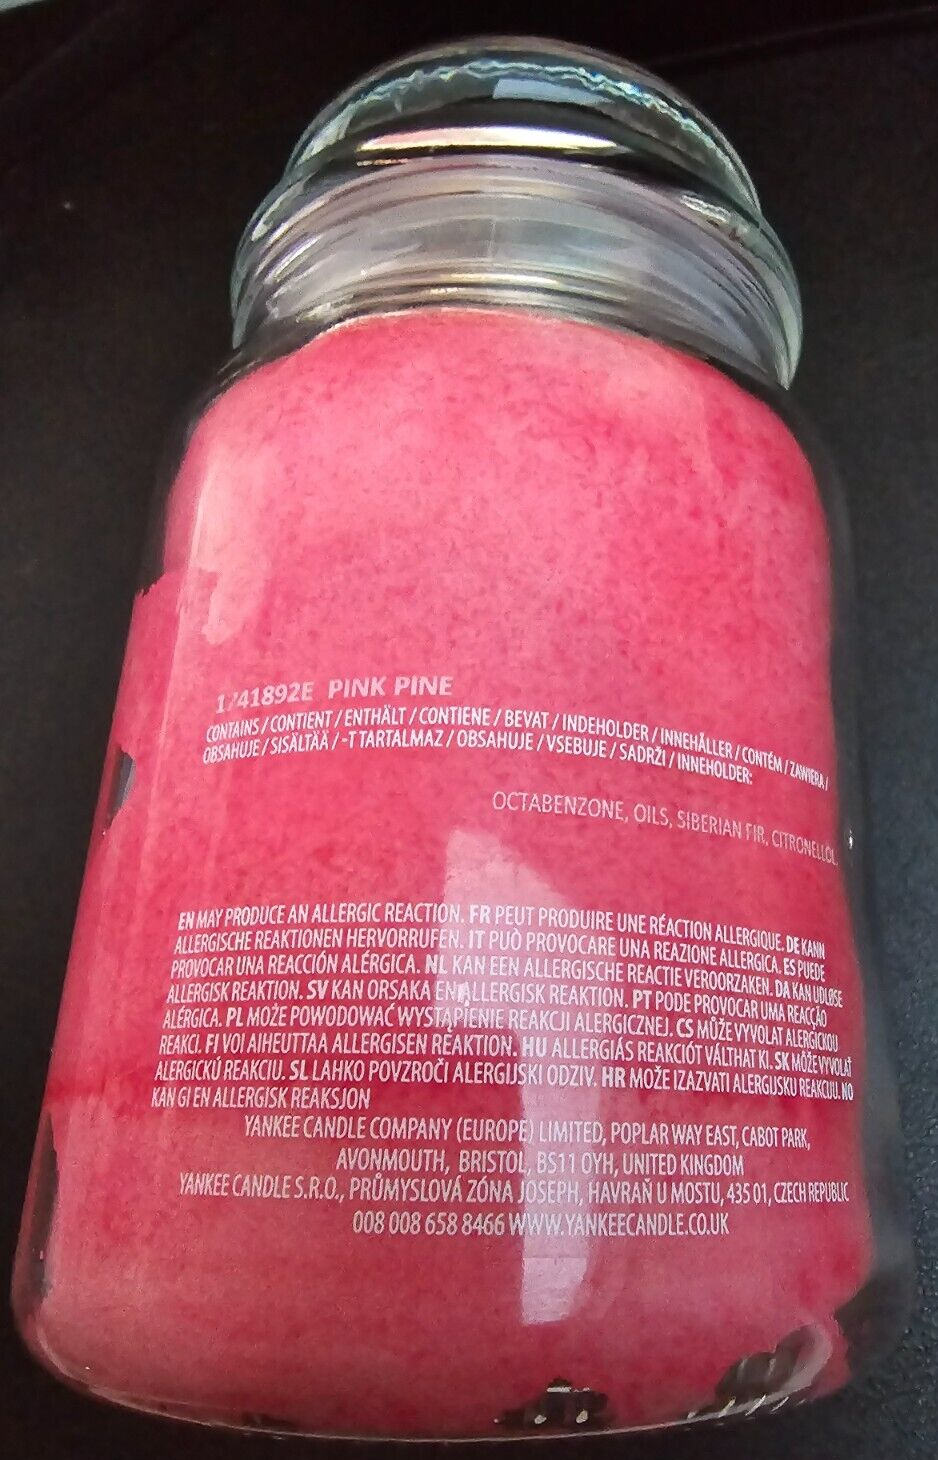 1741892E PINK PINE
CONTAINS / CONTIENT / ENTHÄLT / CONTIENE / BEVAT / INDEHOLDER / INNEHÅLLER / CONTÉM / ZAWIERA /
OBSAHUJE / SISÄLTÄÄ / -T TARTALMAZ / OBSAHUJE / VSEBUJE / SADRŽI / INNEHOLDER:
OCTABENZONE, OILS, SIBERIAN FIR, CITRONELLOL.
EN MAY PRODUCE AN ALLERGIC REACTION. FR PEUT PRODUIRE UNE RÉACTION ALLERGIQUE. DE KANN
ALLERGISCHE REAKTIONEN HERVORRUFEN. IT PUÒ PROVOCARE UNA REAZIONE ALLERGICA. ES PUEDE
PROVOCAR UNA REACCIÓN ALÉRGICA. NL KAN EEN ALLERGISCHE REACTIE VEROORZAKEN. DA KAN UDLØSE
ALLERGISK REAKTION. SV KAN ORSAKA EN ALLERGISK REAKTION. PT PODE PROVOCAR UMA REACÇÃO
ALÉRGICA. PL MOŻE POWODOWAĆ WYSTĄPIENIE REAKCJI ALERGICZNEJ. CS MŮŽE VYVOLAT ALERGICKOU
REAKCI. FI VOI AIHEUTTAA ALLERGISEN REAKTION. HU ALLERGIÁS REAKCIÓT VÁLTHAT KI. SK MÔŽE VYVOLAŤ
ALERGICKÚ REAKCIU. SL LAHKO POVZROČI ALERGIJSKI ODZIV. HR MOŽE IZAZVATI ALERGIJSKU REAKCIJU. NO
KAN GI EN ALLERGISK REAKSJON
YANKEE CANDLE COMPANY (EUROPE) LIMITED, POPLAR WAY EAST, CABOT PARK,
AVONMOUTH, BRISTOL, BS11 0YH, UNITED KINGDOM
YANKEE CANDLE S.R.O., PRŮMYSLOVÁ ZÓNA JOSEPH, HAVRAŇ U MOSTU, 435 01, CZECH REPUBLIC
008 008 658 8466 WWW.YANKEECANDLE.CO.UK